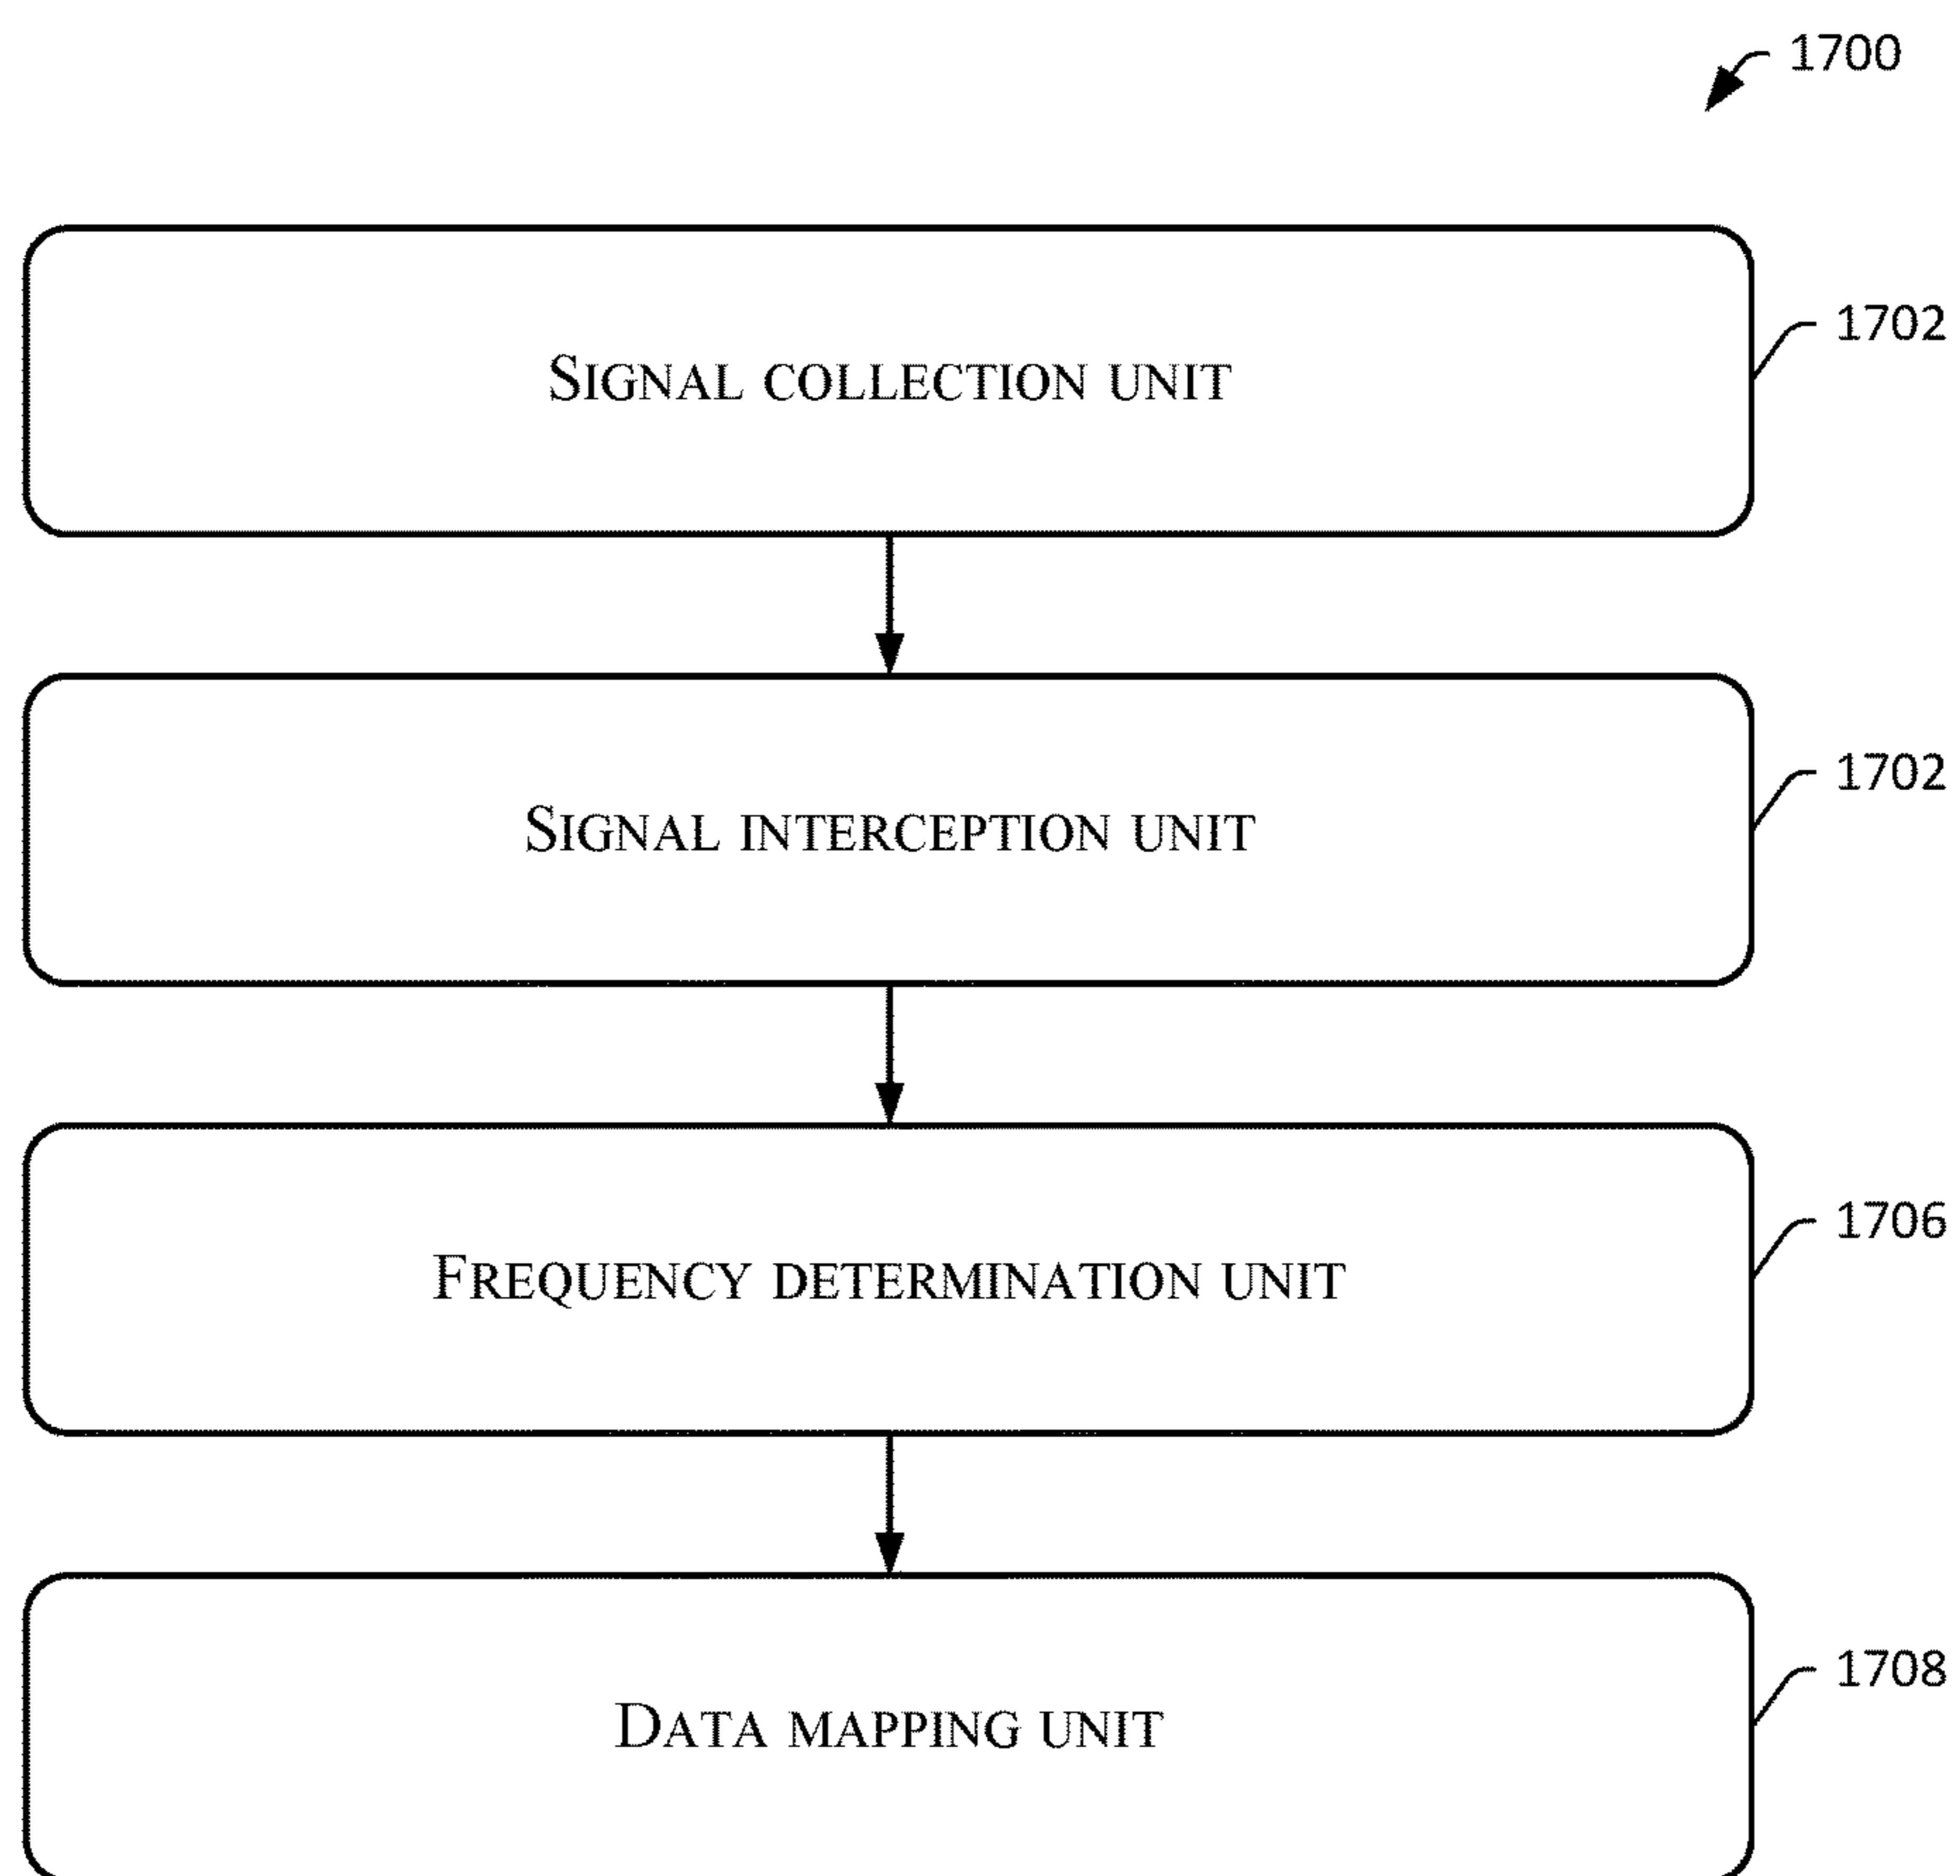 1700
SIGNAL COLLECTION UNIT
1702
SIGNAL INTERCEPTION UNIT
1702
FREQUENCY DETERMINATION UNIT
1706
DATA MAPPING UNIT
1708